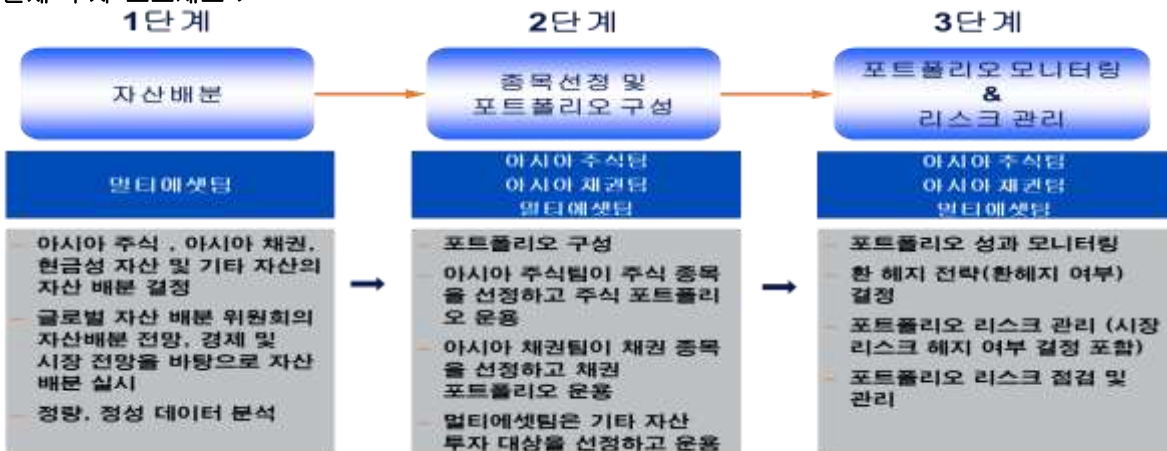 1단계
자산배분
멀티에셋팀
아시아 주식 , 아시아 채권,
현금성 자산 및 기타 자산의
자산 배분 결정
글로벌 자산 배분 위원회의
자산배분 전망, 경제 및
시장 전망을 바탕으로 자산
배분 실시
정량, 정성 데이터 분석
2단계
종목선정 및
포트폴리오 구성
아시아 주식팀
아시아 채권팀
멀티에셋팀
포트폴리오 구성
아시아 주식팀이 주식 종목
을 선정하고 주식 포트폴리
오 운용
아시아 채권팀이 채권 종목
을 선정하고 채권
포트폴리오 운용
멀티에셋팀은 기타 자산
투자 대상을 선정하고 운용
3단계
포트폴리오 모니터링
&
리스크 관리
아시아 주식팀
아시아 채권팀
멀티에셋팀
포트폴리오 성과 모니터링
환 헤지 전략(환헤지 여부)
결정
포트폴리오 리스크 관리 (시장
리스크 헤지 여부 결정 포함)
포트폴리오 리스크 점검 및
관리